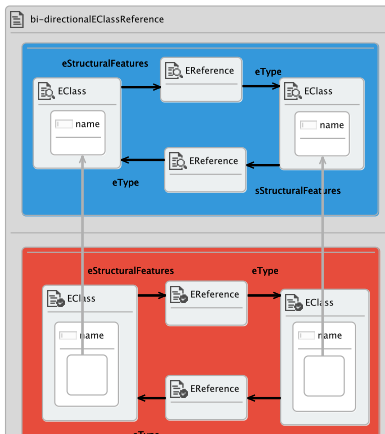 bi-directionalEClassReference
eStructuralFeatures
EReference
eType
EClass
EClass
name
name
EReference
eType
sStructuralFeatures
eStructuralFeatures
eType
EClass
EReference
EClass
name
name
EReference
eType